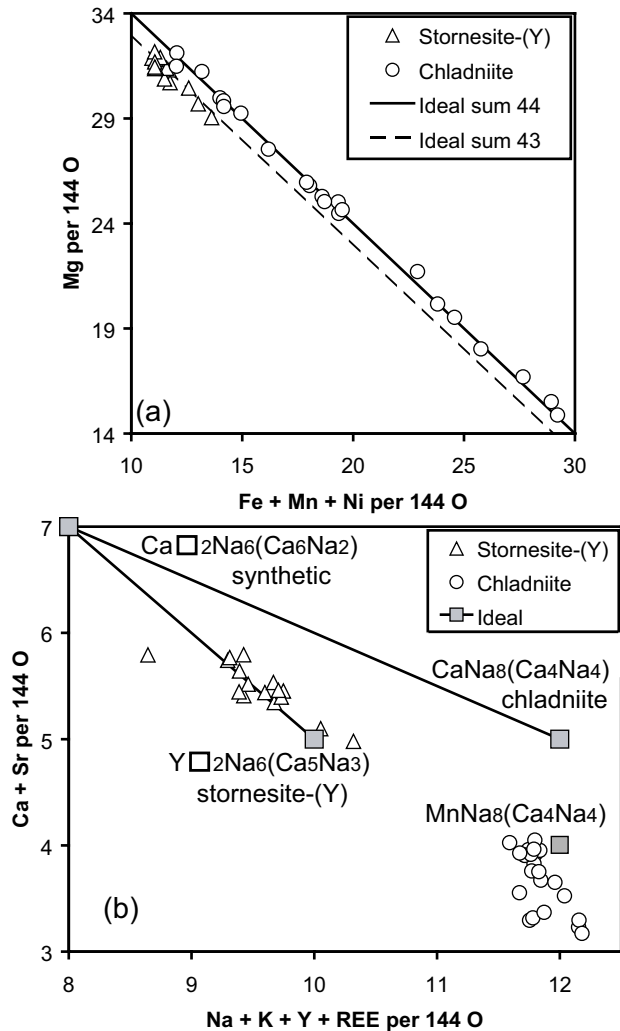 (a)
34
29
24
19
14
Mg per 144 O
Stornesite-(Y)
Chladniite
Ideal sum 44
Ideal sum 43
10
15
20
25
30
Fe + Mn + Ni per 144 O
7
6
5
4
3
Ca + Sr per 144 O
Ca□2Na6(Ca6Na2)
synthetic
Stornesite-(Y)
Chladniite
Ideal
CaNa8(Ca4Na4)
chladniite
Y□2Na6(Ca5Na3)
stornesite-(Y)
MnNa8(Ca4Na4)
(b)
8
9
10
11
12
Na + K + Y + REE per 144 O